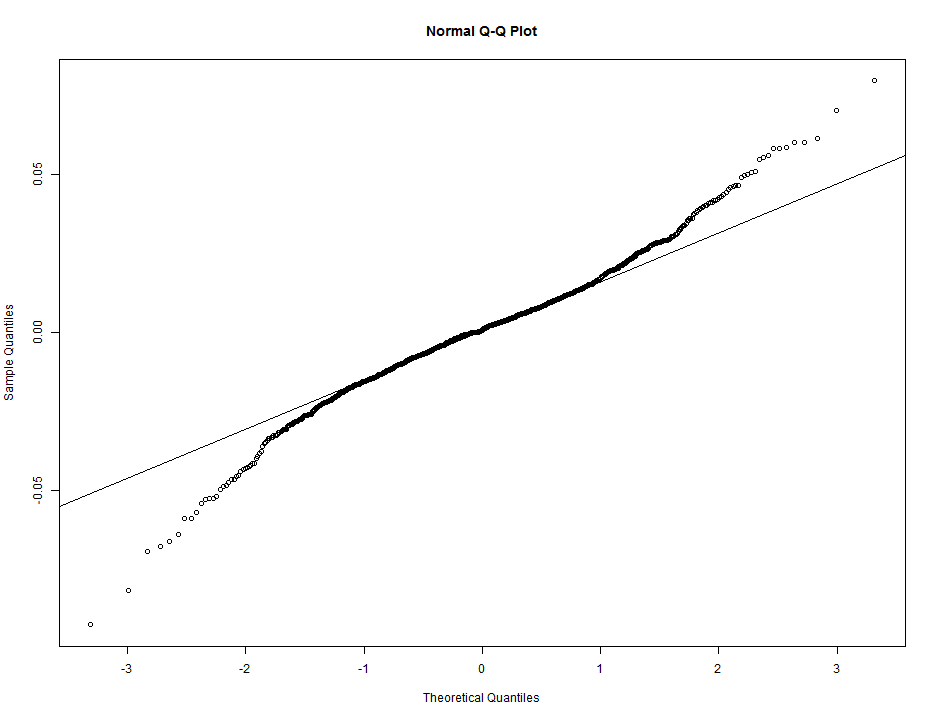 Normal Q-Q Plot
Sample Quantiles
0.05
0.00
-0.05
-3 -2 -1 0 1 2 3
Theoretical Quantiles